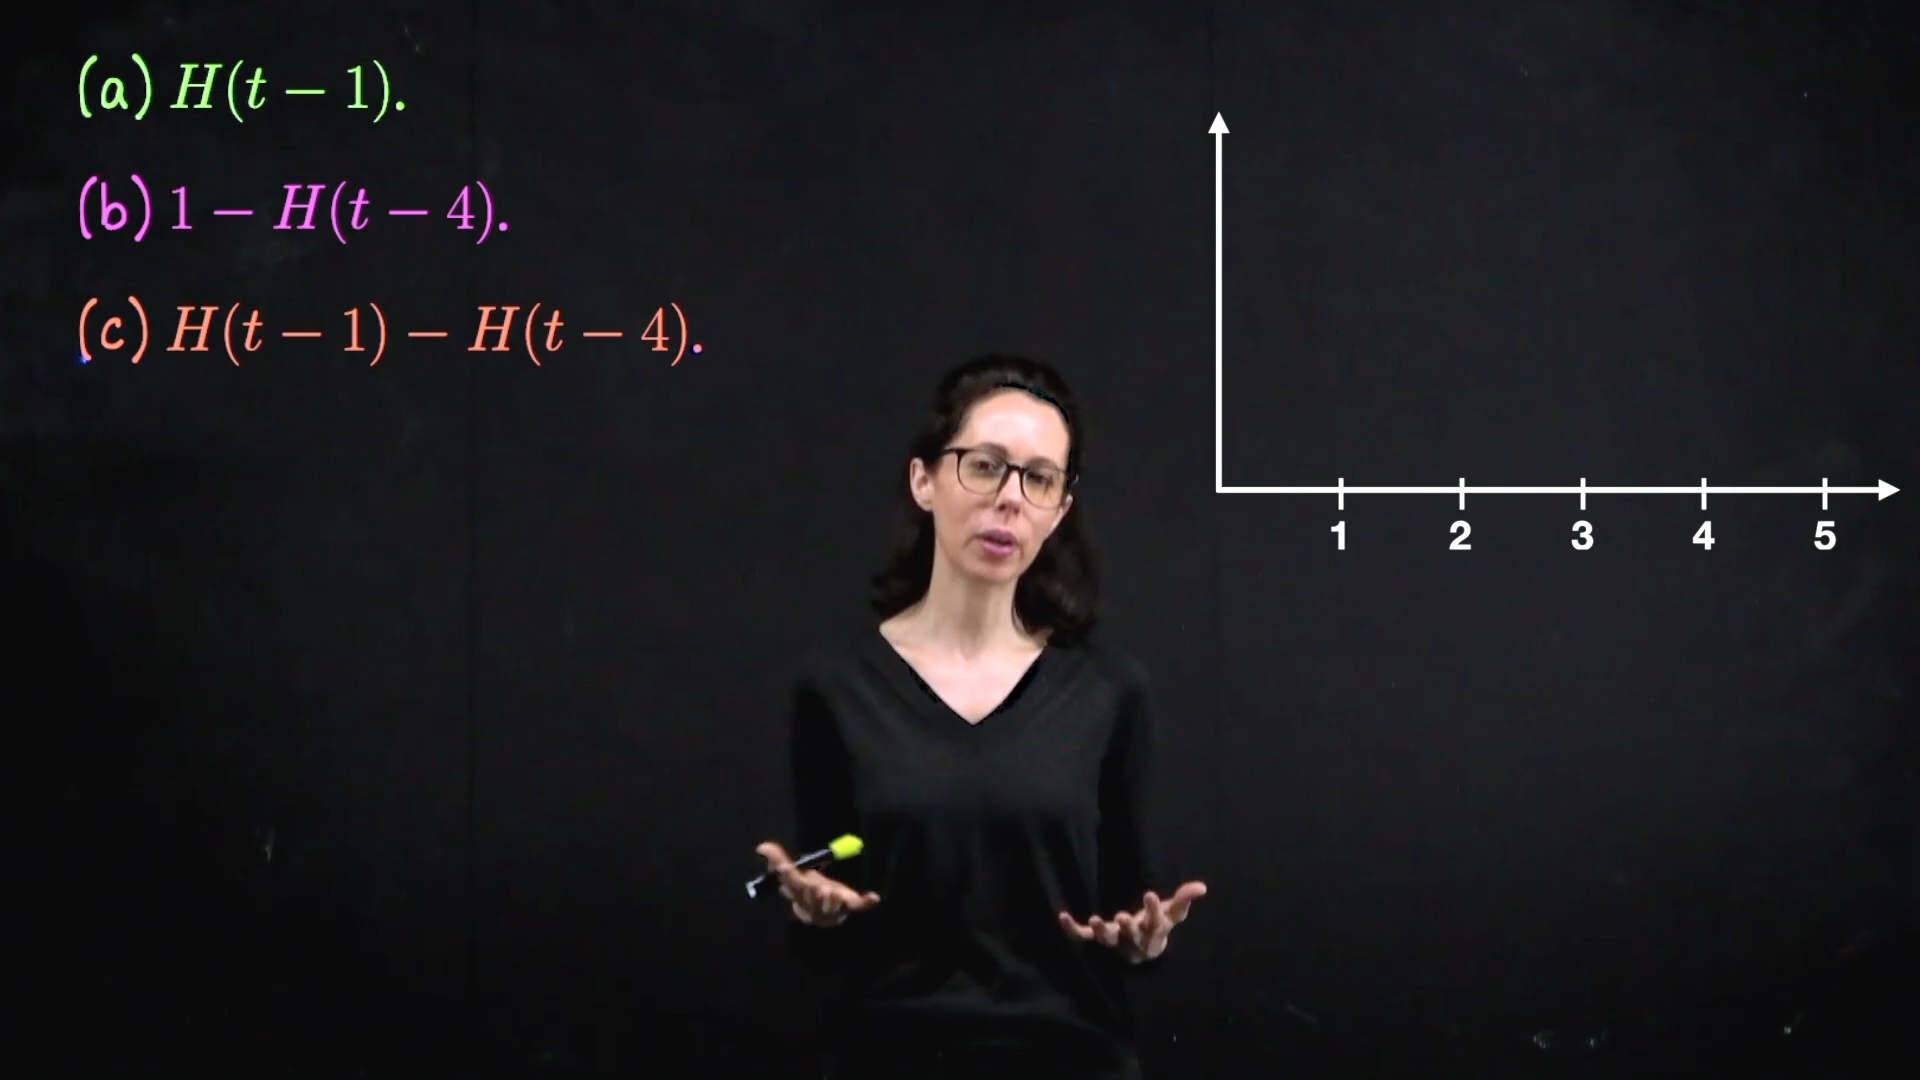 (a) H(t − 1).
(b) 1 − H(t − 4).
(c) H(t − 1) − H(t − 4).
1 2 3 4 5